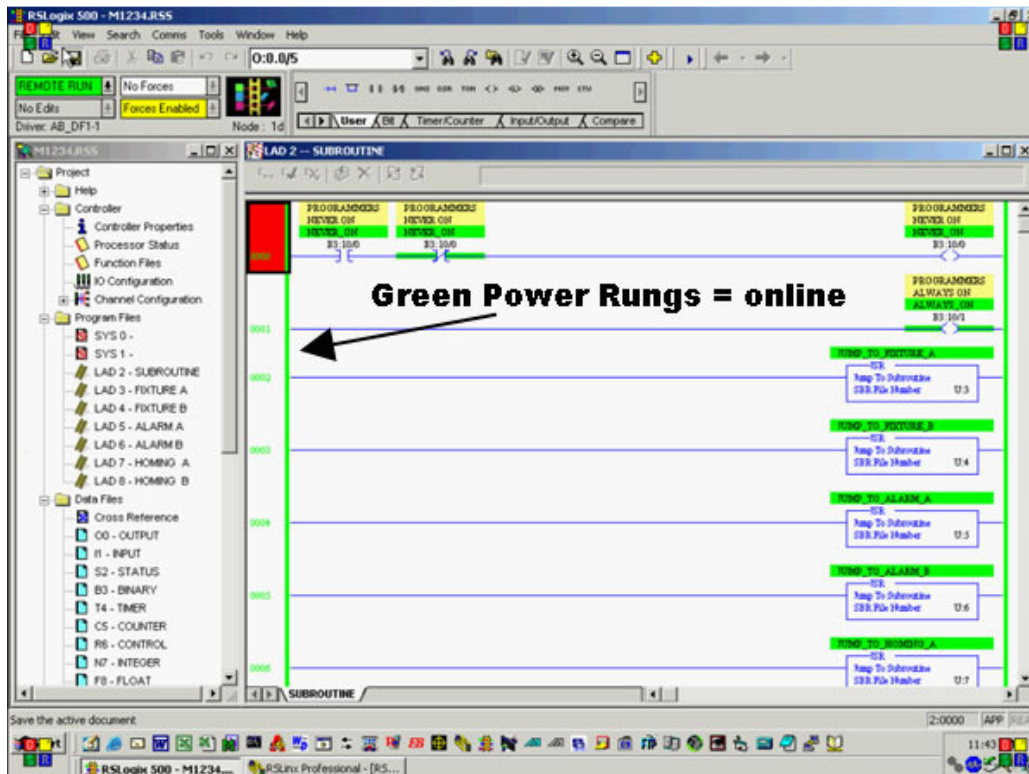 RSLogix 500 - M1234.RSS
View Search Comms Tools Window Help
O:0.0/5
REMOTE RUN
No Forces
No Edits
Forces Enabled
Driver: AB_DF1-1
Node : 1d
User
Bit
Timer/Counter
Input/Output
Compare
M1234.RSS
Project
Help
Controller
Controller Properties
Processor Status
Function Files
IO Configuration
Channel Configuration
Program Files
SYS 0 -
SYS 1 -
LAD 2 - SUBROUTINE
LAD 3 - FIXTURE A
LAD 4 - FIXTURE B
LAD 5 - ALARM A
LAD 6 - ALARM B
LAD 7 - HOMING A
LAD 8 - HOMING B
Data Files
Cross Reference
O0 - OUTPUT
I1 - INPUT
S2 - STATUS
B3 - BINARY
T4 - TIMER
C5 - COUNTER
R6 - CONTROL
N7 - INTEGER
F8 - FLOAT
LAD 2 -- SUBROUTINE
PROGRAMMERS
NEVER ON
NEVER_ON
B3:10/0
PROGRAMMERS
NEVER ON
NEVER_ON
B3:10/0
PROGRAMMERS
NEVER ON
NEVER_ON
B3:10/0
0000
Green Power Rungs = online
PROGRAMMERS
ALWAYS ON
ALWAYS_ON
B3:10/1
0001
JUMP_TO_FIXTURE_A
JSR
0002
Jump To Subroutine
SBR File Number U:3
JUMP_TO_FIXTURE_B
JSR
0003
Jump To Subroutine
SBR File Number U:4
JUMP_TO_ALARM_A
JSR
0004
Jump To Subroutine
SBR File Number U:5
JUMP_TO_ALARM_B
JSR
0005
Jump To Subroutine
SBR File Number U:6
JUMP_TO_HOMING_A
JSR
0006
Jump To Subroutine
SBR File Number U:7
SUBROUTINE
Save the active document
2:0000 APP
RSLogix 500 - M1234....
RSLinx Professional - [RS...
11:43